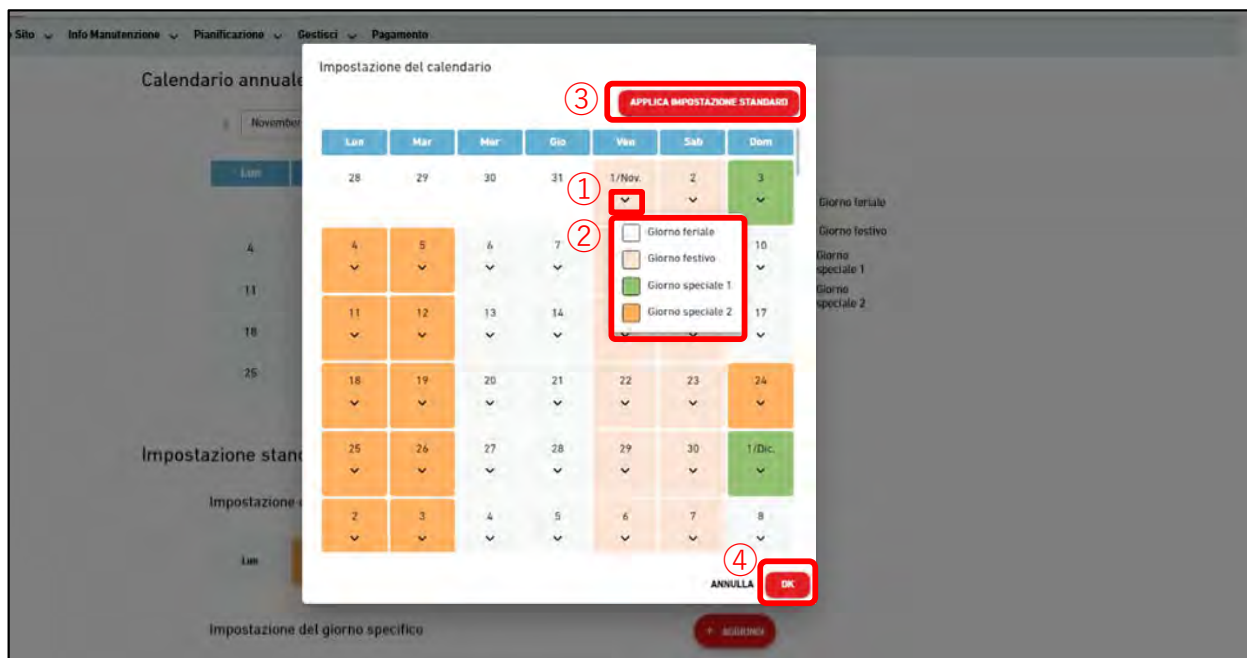 Sito Info Manutenzione Pianificazione Gestisci Pagamento
Calendario annuale
November
Lun
4
11
18
25
Giorno feriale
Giorno festivo
Giorno
speciale 1
Giorno
speciale 2
Impostazione del calendario
③ APPLICA IMPOSTAZIONE STANDARD
Lun Mar Mer Gio Ven Sab Dom
28 29 30 31 1/Nov. 2 3
①
②
Giorno feriale
Giorno festivo
Giorno speciale 1
Giorno speciale 2
4 5 6 7 10
11 12 13 14 17
18 19 20 21 22 23 24
25 26 27 28 29 30 1/Dic.
2 3 4 5 6 7 8
④
ANNULLA OK
Impostazione stan
Impostazione
Lun
Impostazione del giorno specifico
+ AGGIUNGI